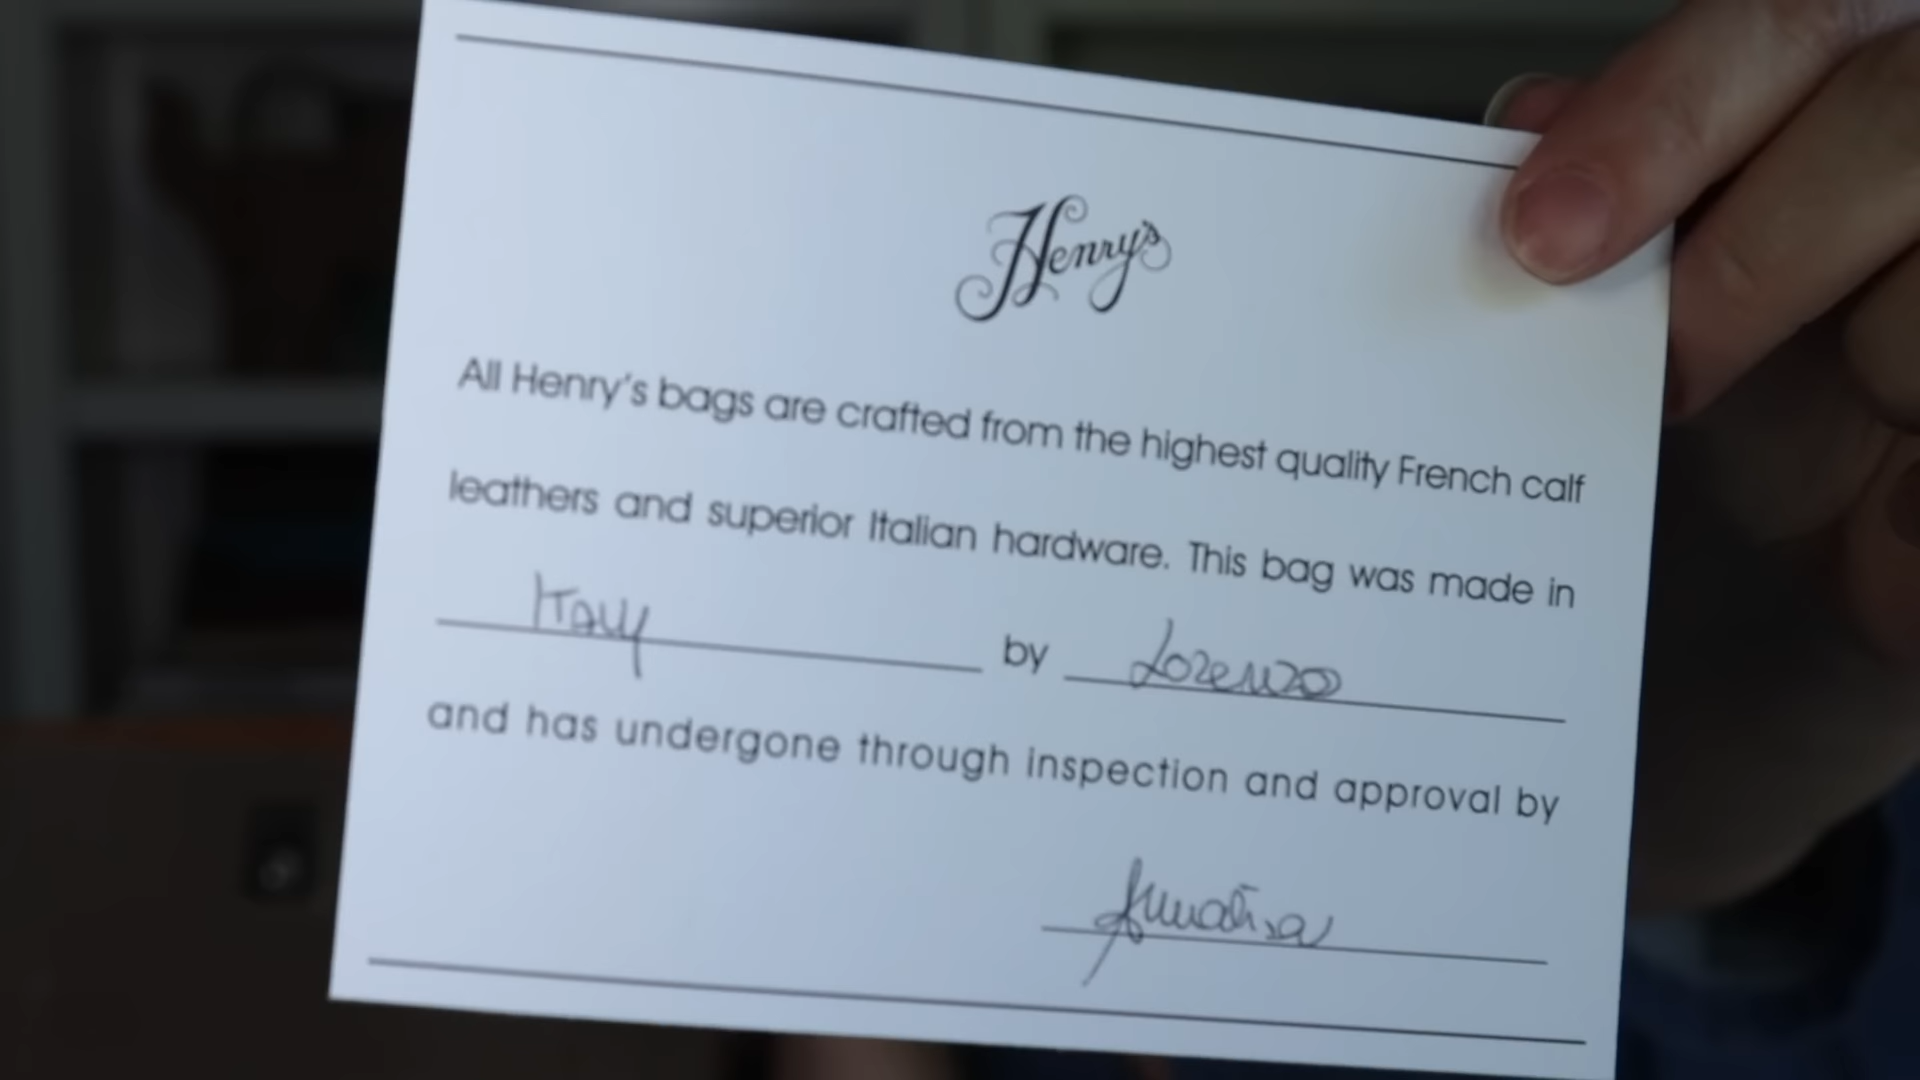 Henry's
All Henry's bags are crafted from the highest quality French calf
leathers and superior Italian hardware. This bag was made in
Italy by Lorenzo
and has undergone through inspection and approval by